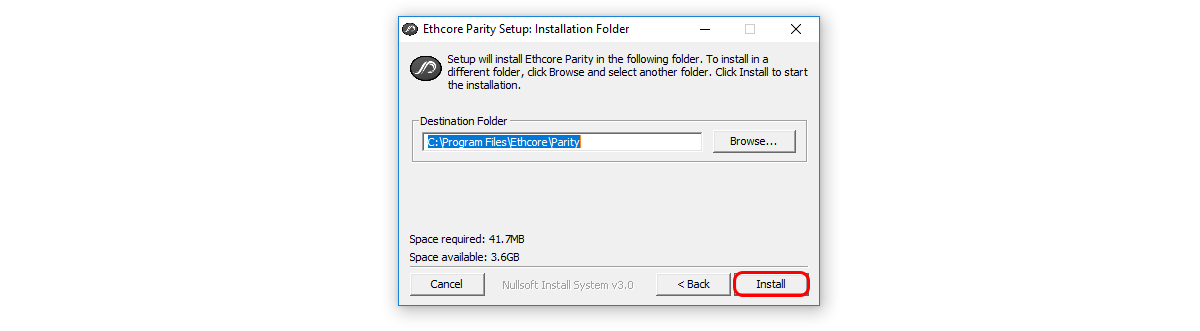 Ethcore Parity Setup: Installation Folder
Setup will install Ethcore Parity in the following folder. To install in a
different folder, click Browse and select another folder. Click Install to start
the installation.
Destination Folder
C:\Program Files\Ethcore\Parity
Browse...
Space required: 41.7MB
Space available: 3.6GB
Cancel
Nullsoft Install System v3.0
< Back
Install